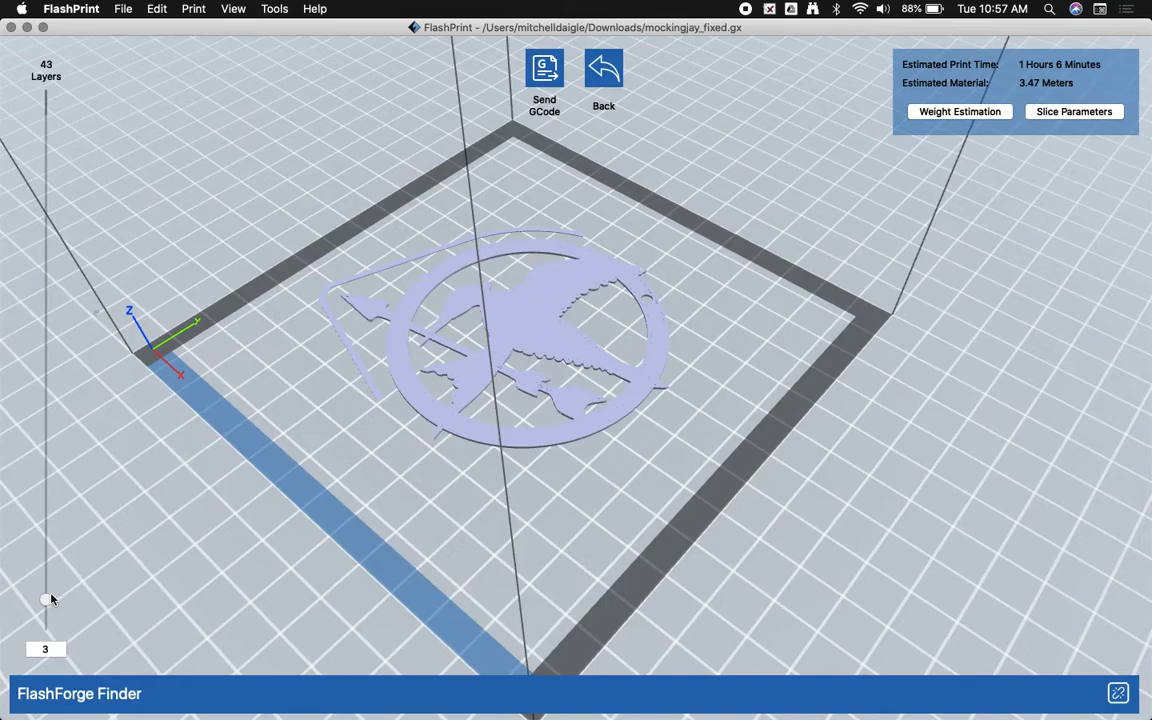 FlashPrint File Edit Print View Tools Help 88% Tue 10:57 AM
FlashPrint - /Users/mitchelldaigle/Downloads/mockingjay_fixed.gx
43
Layers
Send
GCode
Back
Estimated Print Time: 1 Hours 6 Minutes
Estimated Material: 3.47 Meters
Weight Estimation Slice Parameters
Z
Y
X
3
FlashForge Finder